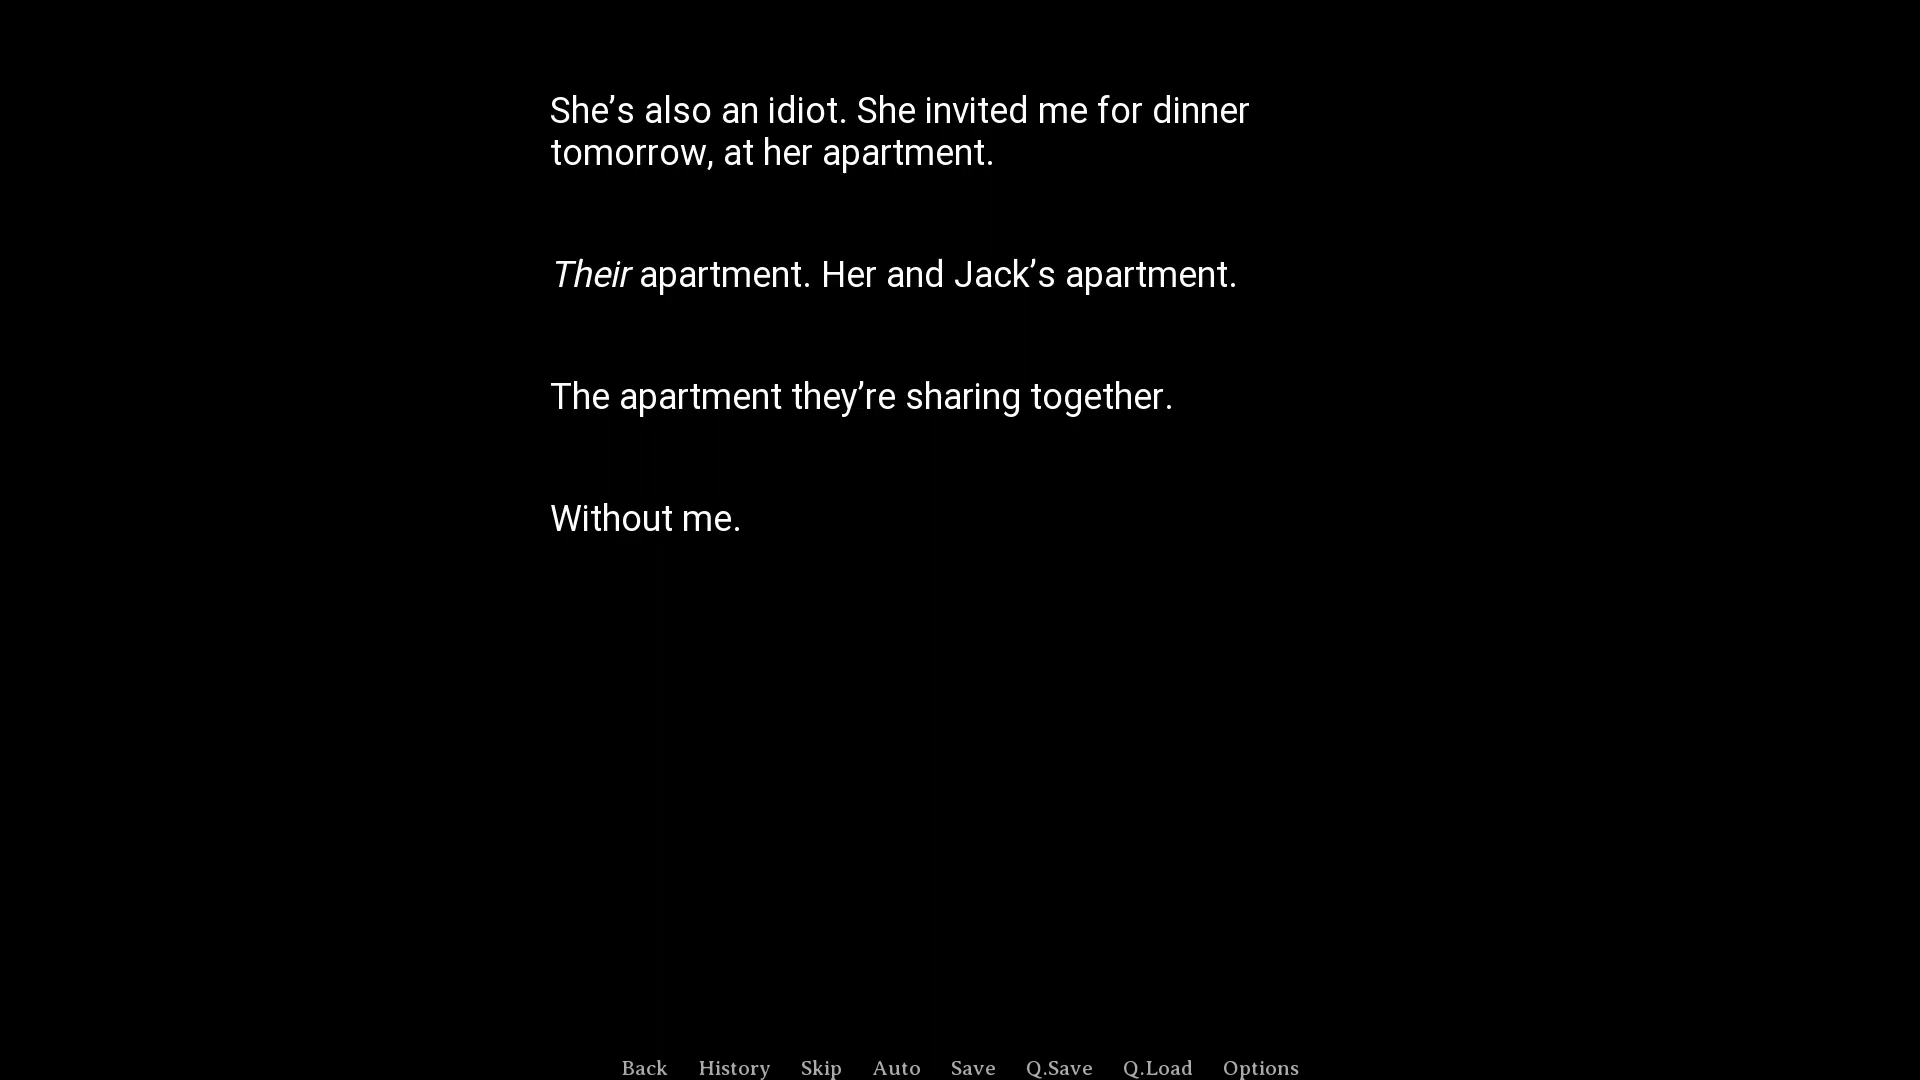 She’s also an idiot. She invited me for dinner
tomorrow, at her apartment.
Their apartment. Her and Jack’s apartment.
The apartment they’re sharing together.
Without me.
Back History Skip Auto Save Q.Save Q.Load Options